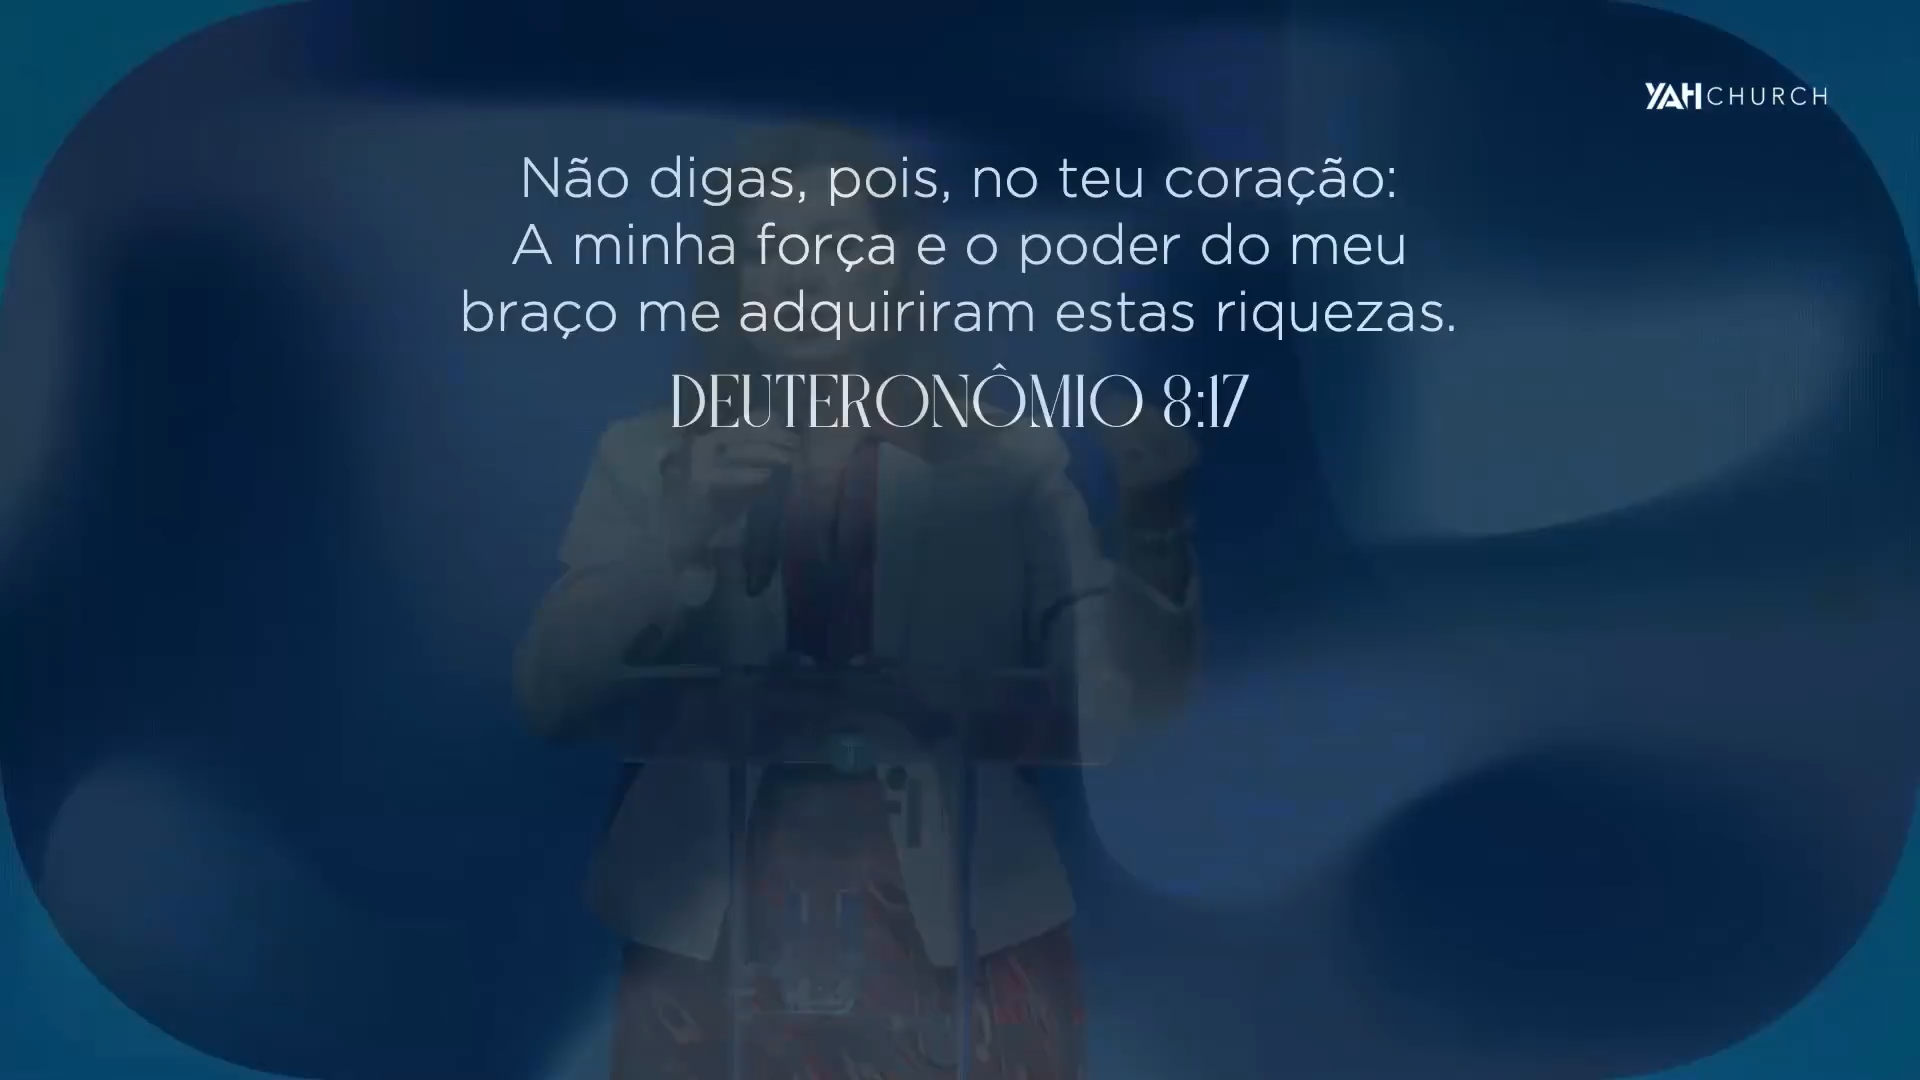 YAH CHURCH
Não digas, pois, no teu coração:
A minha força e o poder do meu
braço me adquiriram estas riquezas.
DEUTERONÔMIO 8:17